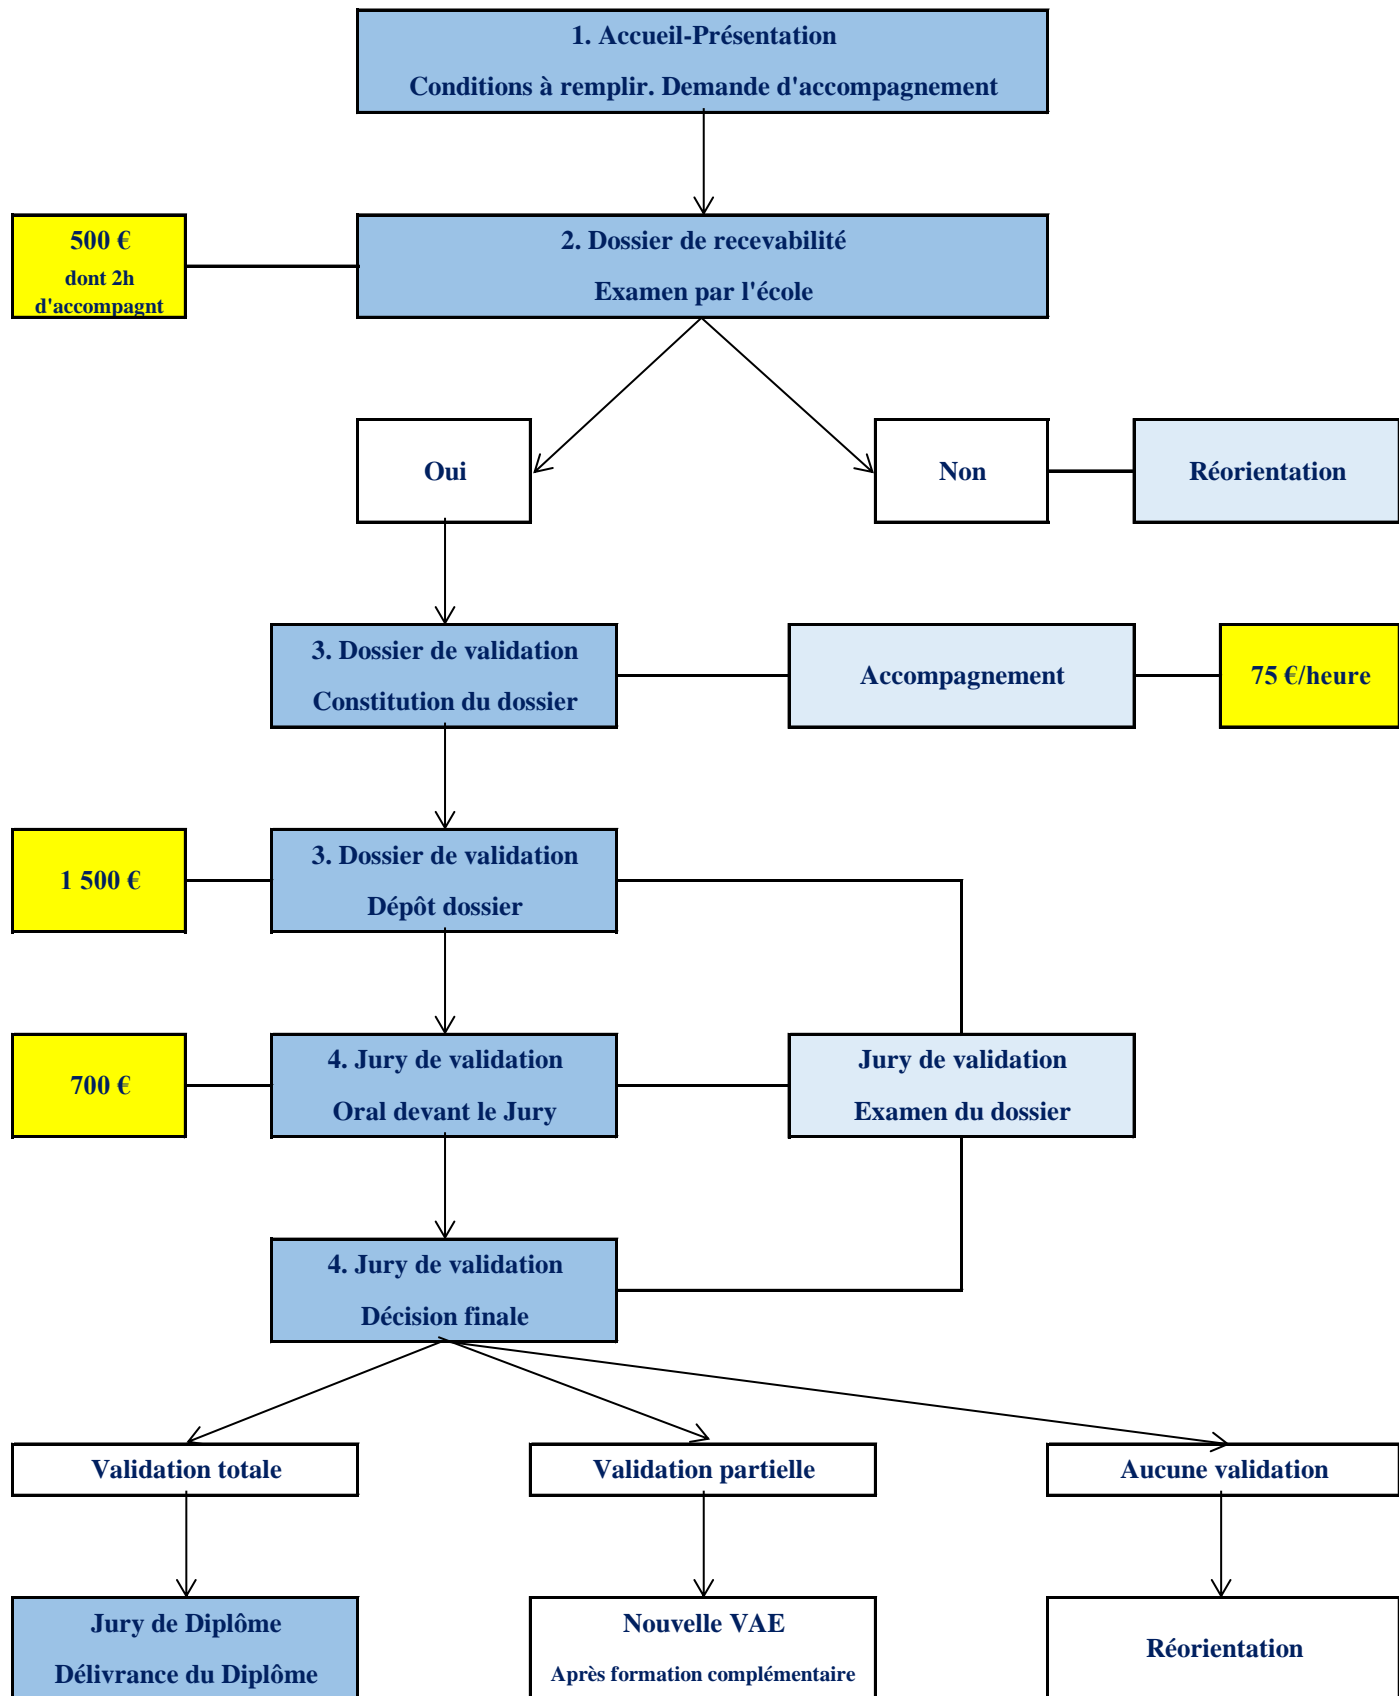 1. Accueil-Présentation
Conditions à remplir. Demande d'accompagnement
500 €
dont 2h
d'accompagnt
2. Dossier de recevabilité
Examen par l'école
Oui
Non
Réorientation
3. Dossier de validation
Constitution du dossier
Accompagnement
75 €/heure
1 500 €
3. Dossier de validation
Dépôt dossier
700 €
4. Jury de validation
Oral devant le Jury
Jury de validation
Examen du dossier
4. Jury de validation
Décision finale
Validation totale
Validation partielle
Aucune validation
Jury de Diplôme
Délivrance du Diplôme
Nouvelle VAE
Après formation complémentaire
Réorientation